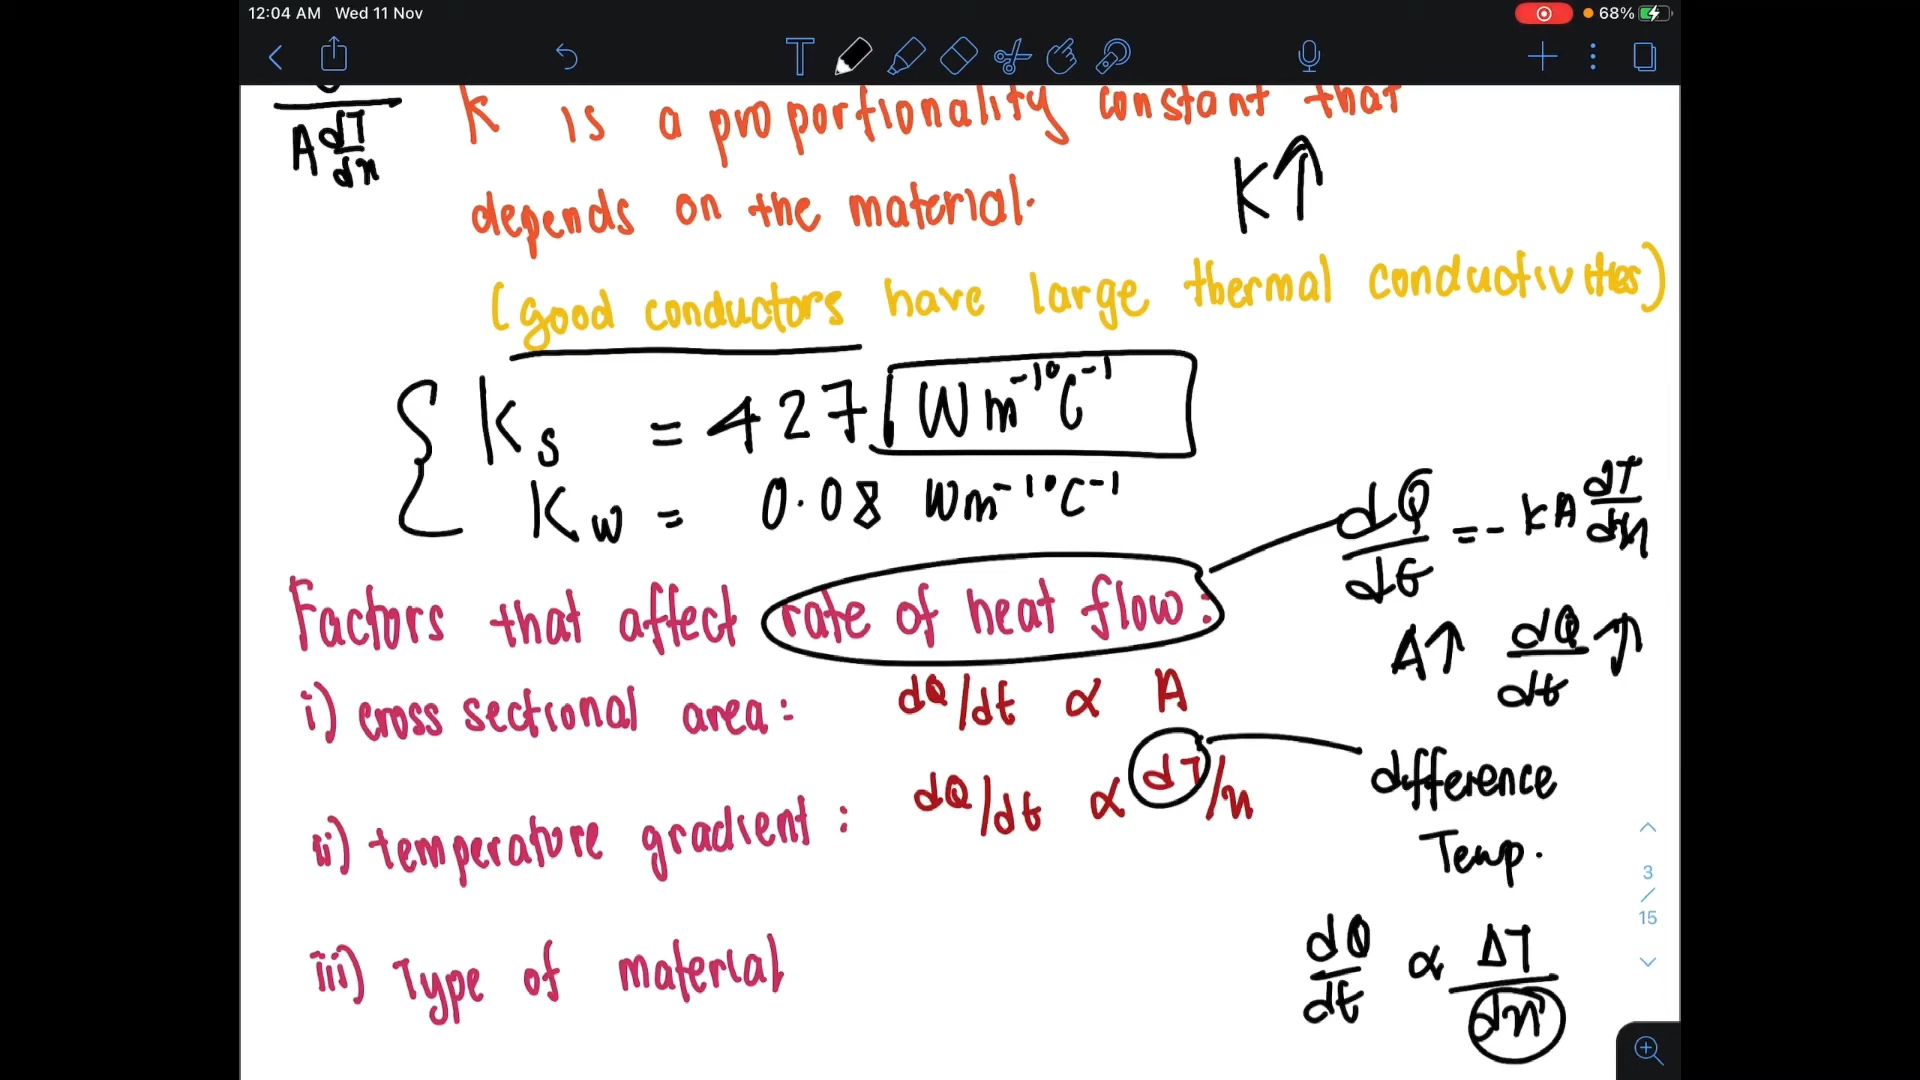 12:04 AM Wed 11 Nov
68%
T
A dT/dx
K is a proportionality constant that
depends on the material.
K↑
(good conductors have large thermal conductivities)
Ks = 427 Wm⁻¹°C⁻¹
Kw = 0.08 Wm⁻¹°C⁻¹
dQ/dt = - KA dT/dx
Factors that affect rate of heat flow:
A↑ dQ/dt ↑
i) cross sectional area: dQ/dt ∝ A
ii) temperature gradient: dQ/dt ∝ dT/x
difference
Temp.
iii) Type of material
dQ/dt ∝ ΔT/dx
3
/
15